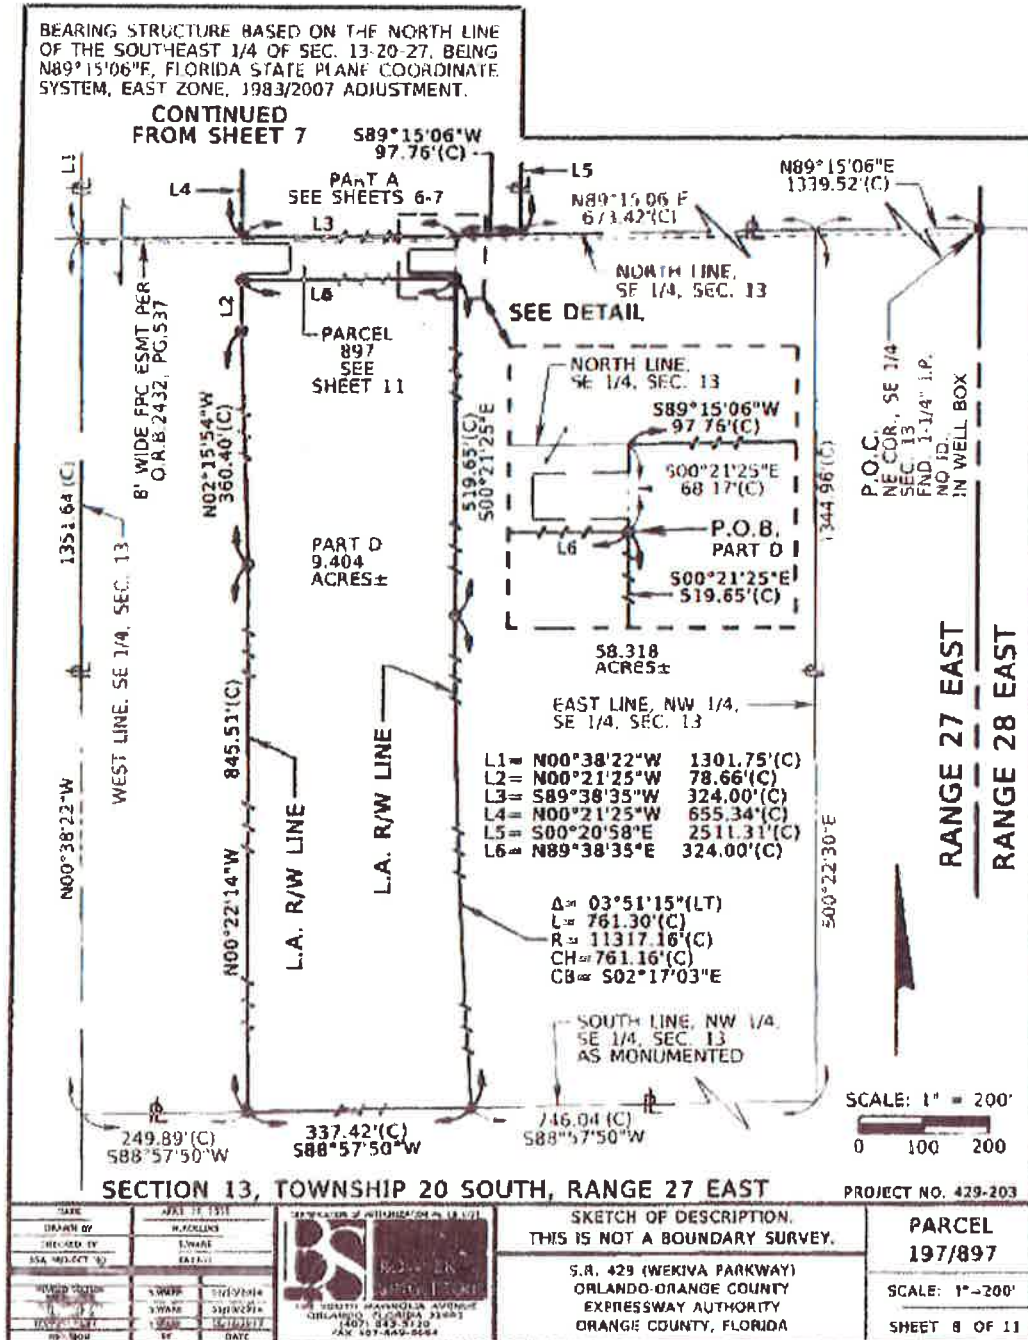 BEARING STRUCTURE BASED ON THE NORTH LINE
OF THE SOUTHEAST 1/4 OF SEC. 13-20-27, BEING
N89°15'06"E, FLORIDA STATE PLANE COORDINATE
SYSTEM, EAST ZONE, 1983/2007 ADJUSTMENT.
CONTINUED
FROM SHEET 7
S89°15'06"W
97.76'(C)
L1
L4
PART A
SEE SHEETS 6-7
L3
L5
N89°15'06"E
673.42'(C)
N89°15'06"E
1339.52'(C)
NORTH LINE,
SE 1/4, SEC. 13
8' WIDE FPC ESMT PER
O.R.B.2432, PG.537
L2
L6
PARCEL
897
SEE
SHEET 11
SEE DETAIL
NORTH LINE,
SE 1/4, SEC. 13
S89°15'06"W
97.76'(C)
S00°21'25"E
68.17'(C)
P.O.B.
PART D
L6
S00°21'25"E
519.65'(C)
N02°15'54"W
360.40'(C)
519.65'(C)
S00°21'25"E
P.O.C.
NE COR., SE 1/4
SEC. 13
FND. 1-1/4" I.P.
NO ID.
IN WELL BOX
1344.96'(C)
PART D
9.404
ACRES±
WEST LINE, SE 1/4, SEC. 13
58.318
ACRES±
EAST LINE, NW 1/4,
SE 1/4, SEC. 13
RANGE 27 EAST
RANGE 28 EAST
L1= N00°38'22"W 1301.75'(C)
L2= N00°21'25"W 78.66'(C)
L3= S89°38'35"W 324.00'(C)
L4= N00°21'25"W 655.34'(C)
L5= S00°20'58"E 2511.31'(C)
L6= N89°38'35"E 324.00'(C)
N00°38'22"W
N00°22'14"W
845.51'(C)
L.A. R/W LINE
L.A. R/W LINE
S00°22'30"E
Δ= 03°51'15"(LT)
L= 761.30'(C)
R= 11317.16'(C)
CH=761.16'(C)
CB= S02°17'03"E
SOUTH LINE, NW 1/4,
SE 1/4, SEC. 13
AS MONUMENTED
249.89'(C)
S88°57'50"W
337.42'(C)
S88°57'50"W
746.04 (C)
S88°57'50"W
SCALE: 1" = 200'
0 100 200
SECTION 13, TOWNSHIP 20 SOUTH, RANGE 27 EAST
PROJECT NO. 429-203
DATE
DRAWN BY
CHECKED BY
S.WARE
SKETCH OF DESCRIPTION.
THIS IS NOT A BOUNDARY SURVEY.
S.R. 429 (WEKIVA PARKWAY)
ORLANDO-ORANGE COUNTY
EXPRESSWAY AUTHORITY
ORANGE COUNTY, FLORIDA
PARCEL
197/897
SCALE: 1"=200'
SHEET 8 OF 11
REVISION
BY
DATE